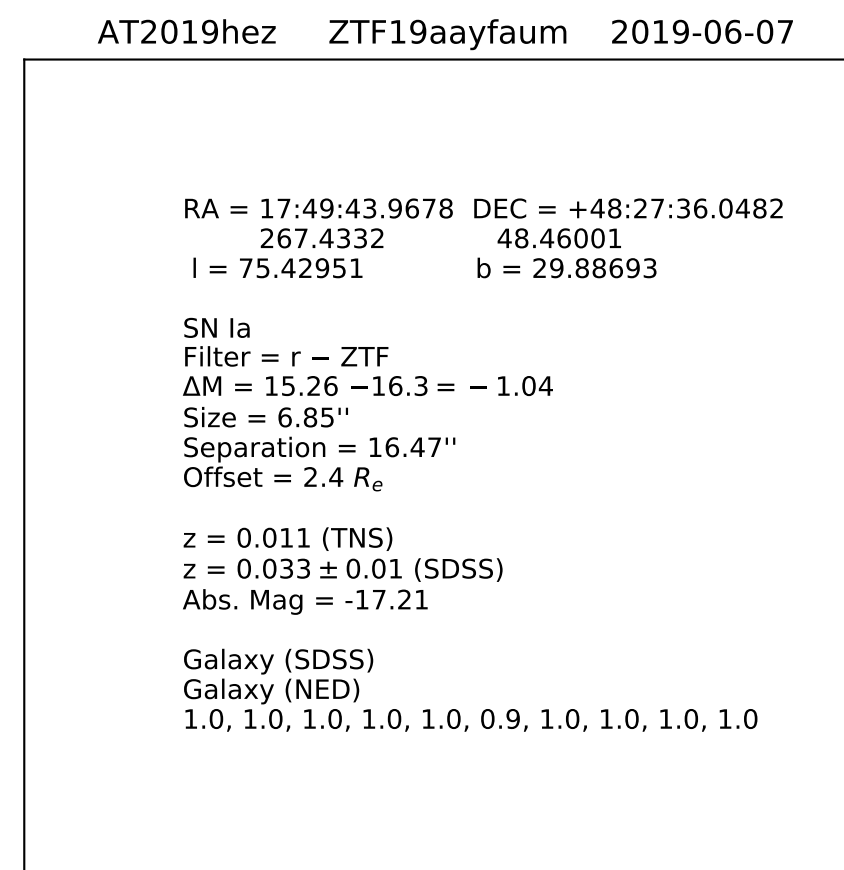 AT2019hez ZTF19aayfaum 2019-06-07
RA = 17:49:43.9678 DEC = +48:27:36.0482
267.4332 48.46001
l = 75.42951 b = 29.88693
SN Ia
Filter = r − ZTF
ΔM = 15.26 −16.3 = − 1.04
Size = 6.85''
Separation = 16.47''
Offset = 2.4 Re
z = 0.011 (TNS)
z = 0.033 ± 0.01 (SDSS)
Abs. Mag = -17.21
Galaxy (SDSS)
Galaxy (NED)
1.0, 1.0, 1.0, 1.0, 1.0, 0.9, 1.0, 1.0, 1.0, 1.0